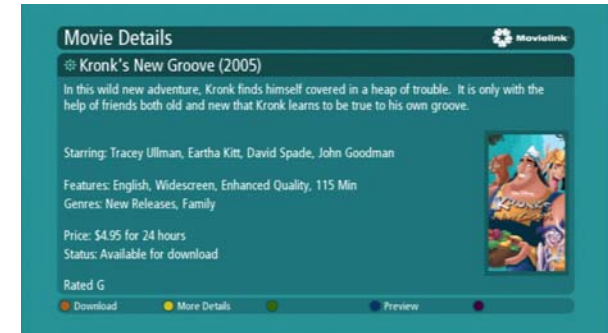 Movie Details
Movielink
Kronk's New Groove (2005)
In this wild new adventure, Kronk finds himself covered in a heap of trouble. It is only with the
help of friends both old and new that Kronk learns to be true to his own groove.
Starring: Tracey Ullman, Eartha Kitt, David Spade, John Goodman
Features: English, Widescreen, Enhanced Quality, 115 Min
Genres: New Releases, Family
Price: $4.95 for 24 hours
Status: Available for download
Rated G
Download
More Details
Preview